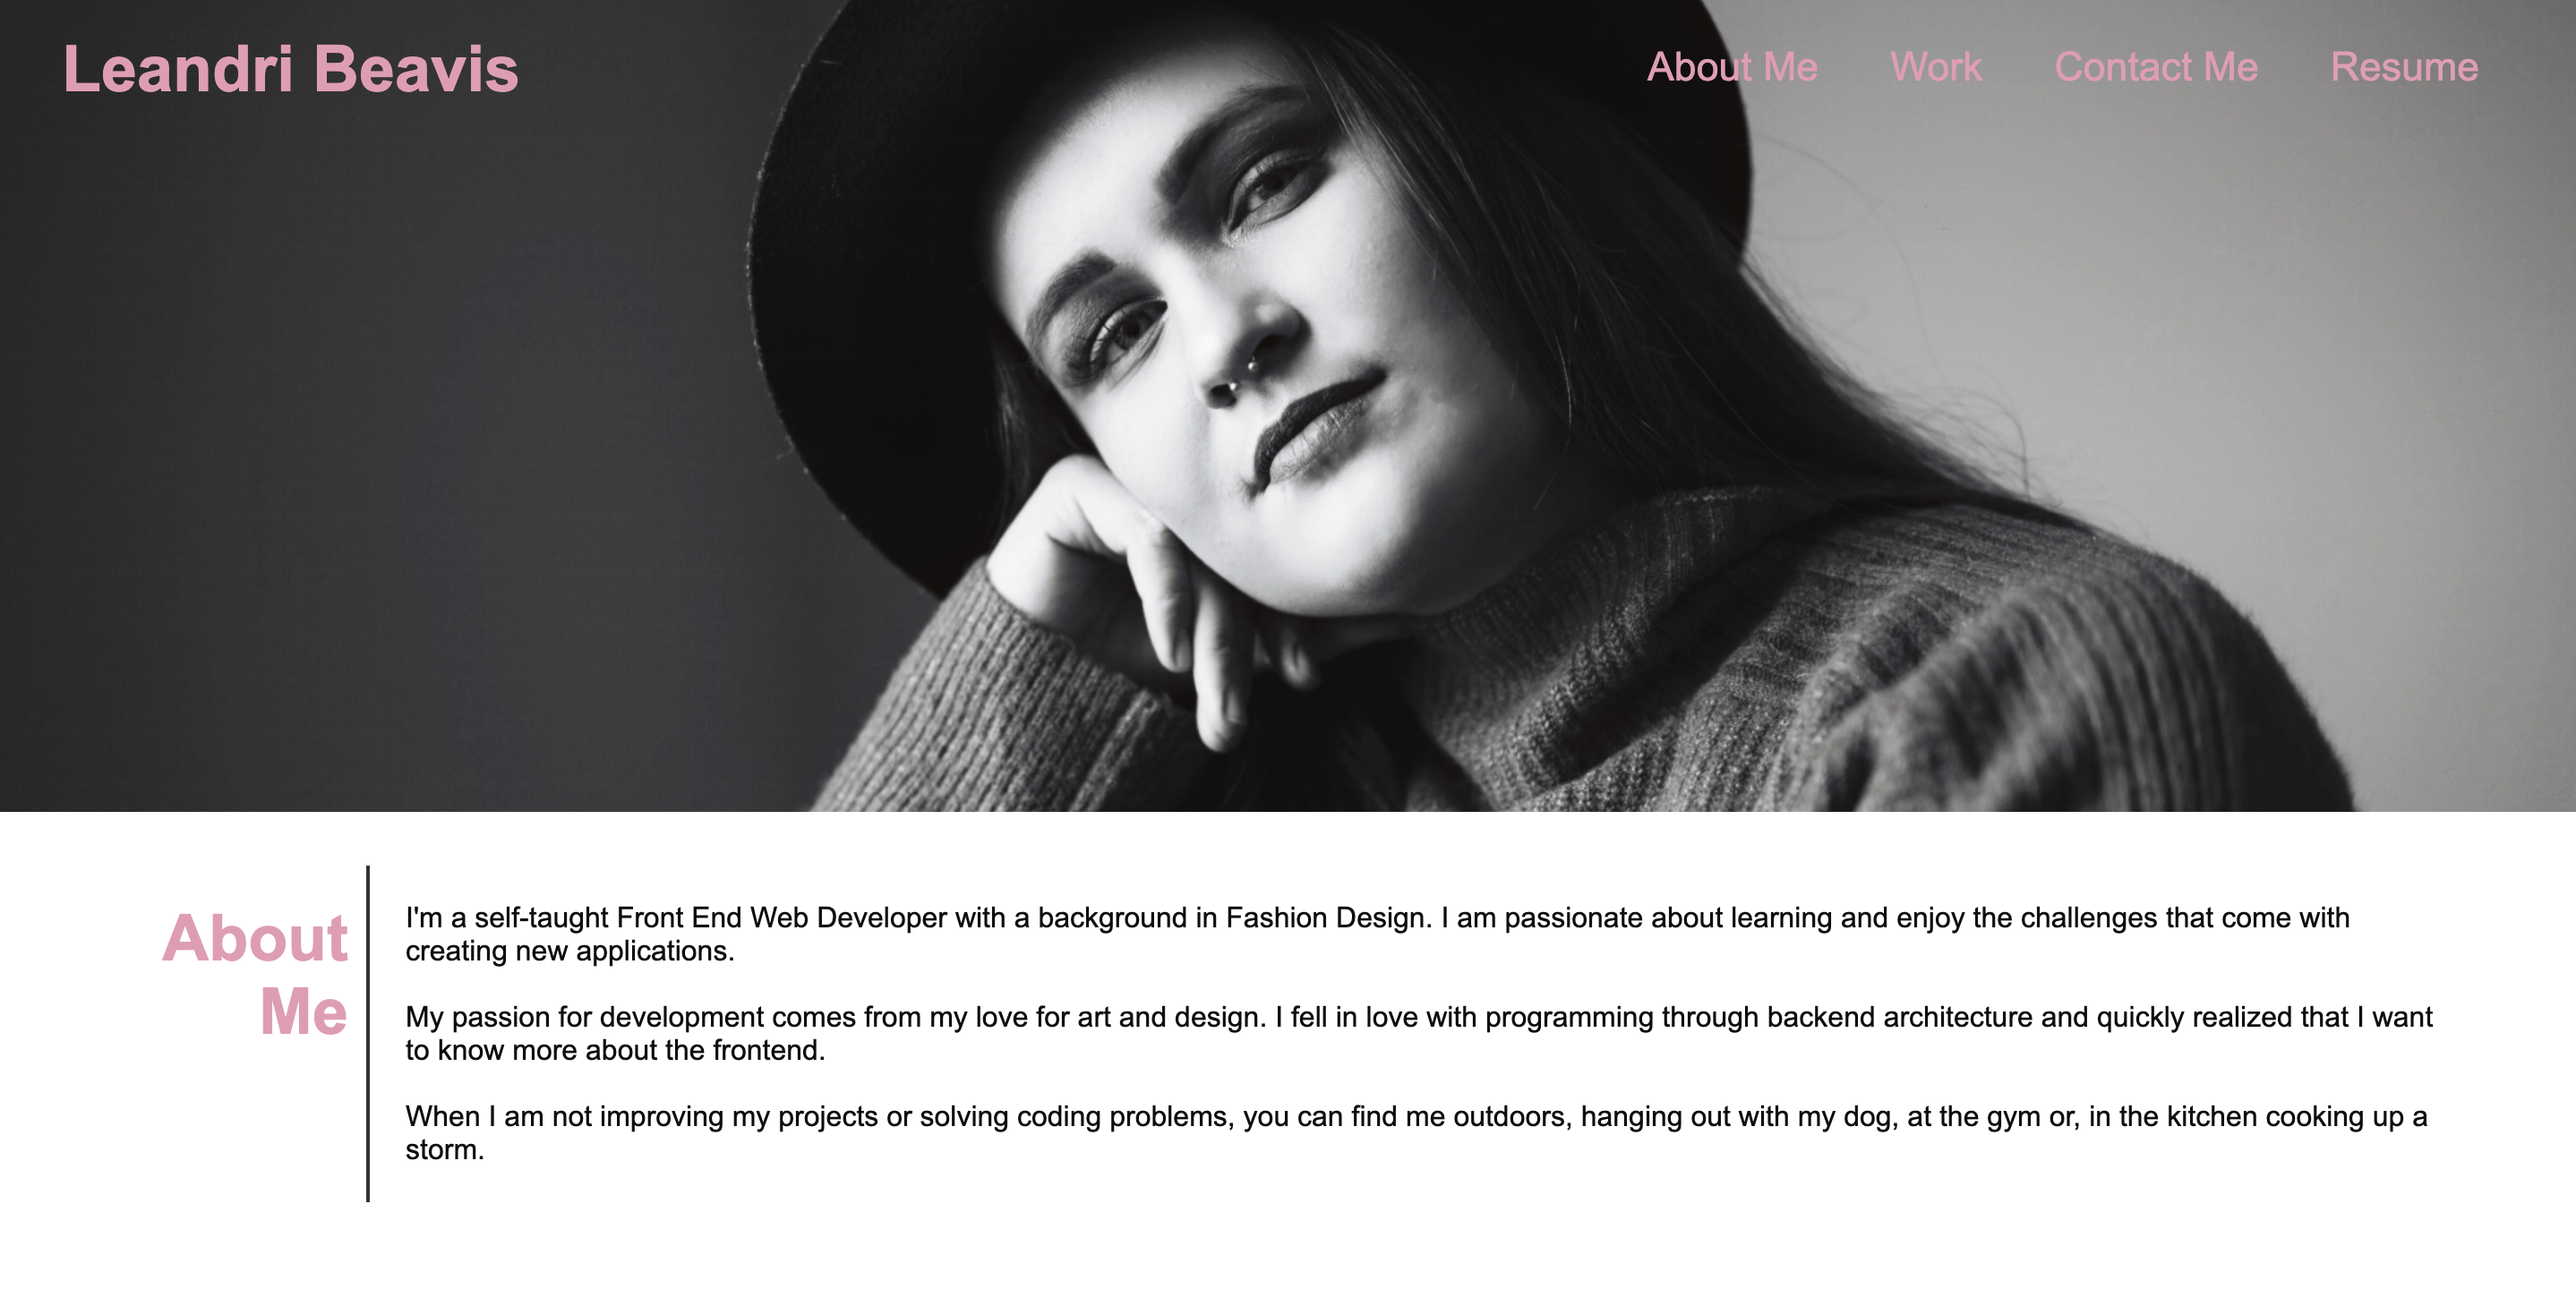 Leandri Beavis
About Me Work Contact Me Resume
About
Me
I'm a self-taught Front End Web Developer with a background in Fashion Design. I am passionate about learning and enjoy the challenges that come with
creating new applications.
My passion for development comes from my love for art and design. I fell in love with programming through backend architecture and quickly realized that I want
to know more about the frontend.
When I am not improving my projects or solving coding problems, you can find me outdoors, hanging out with my dog, at the gym or, in the kitchen cooking up a
storm.